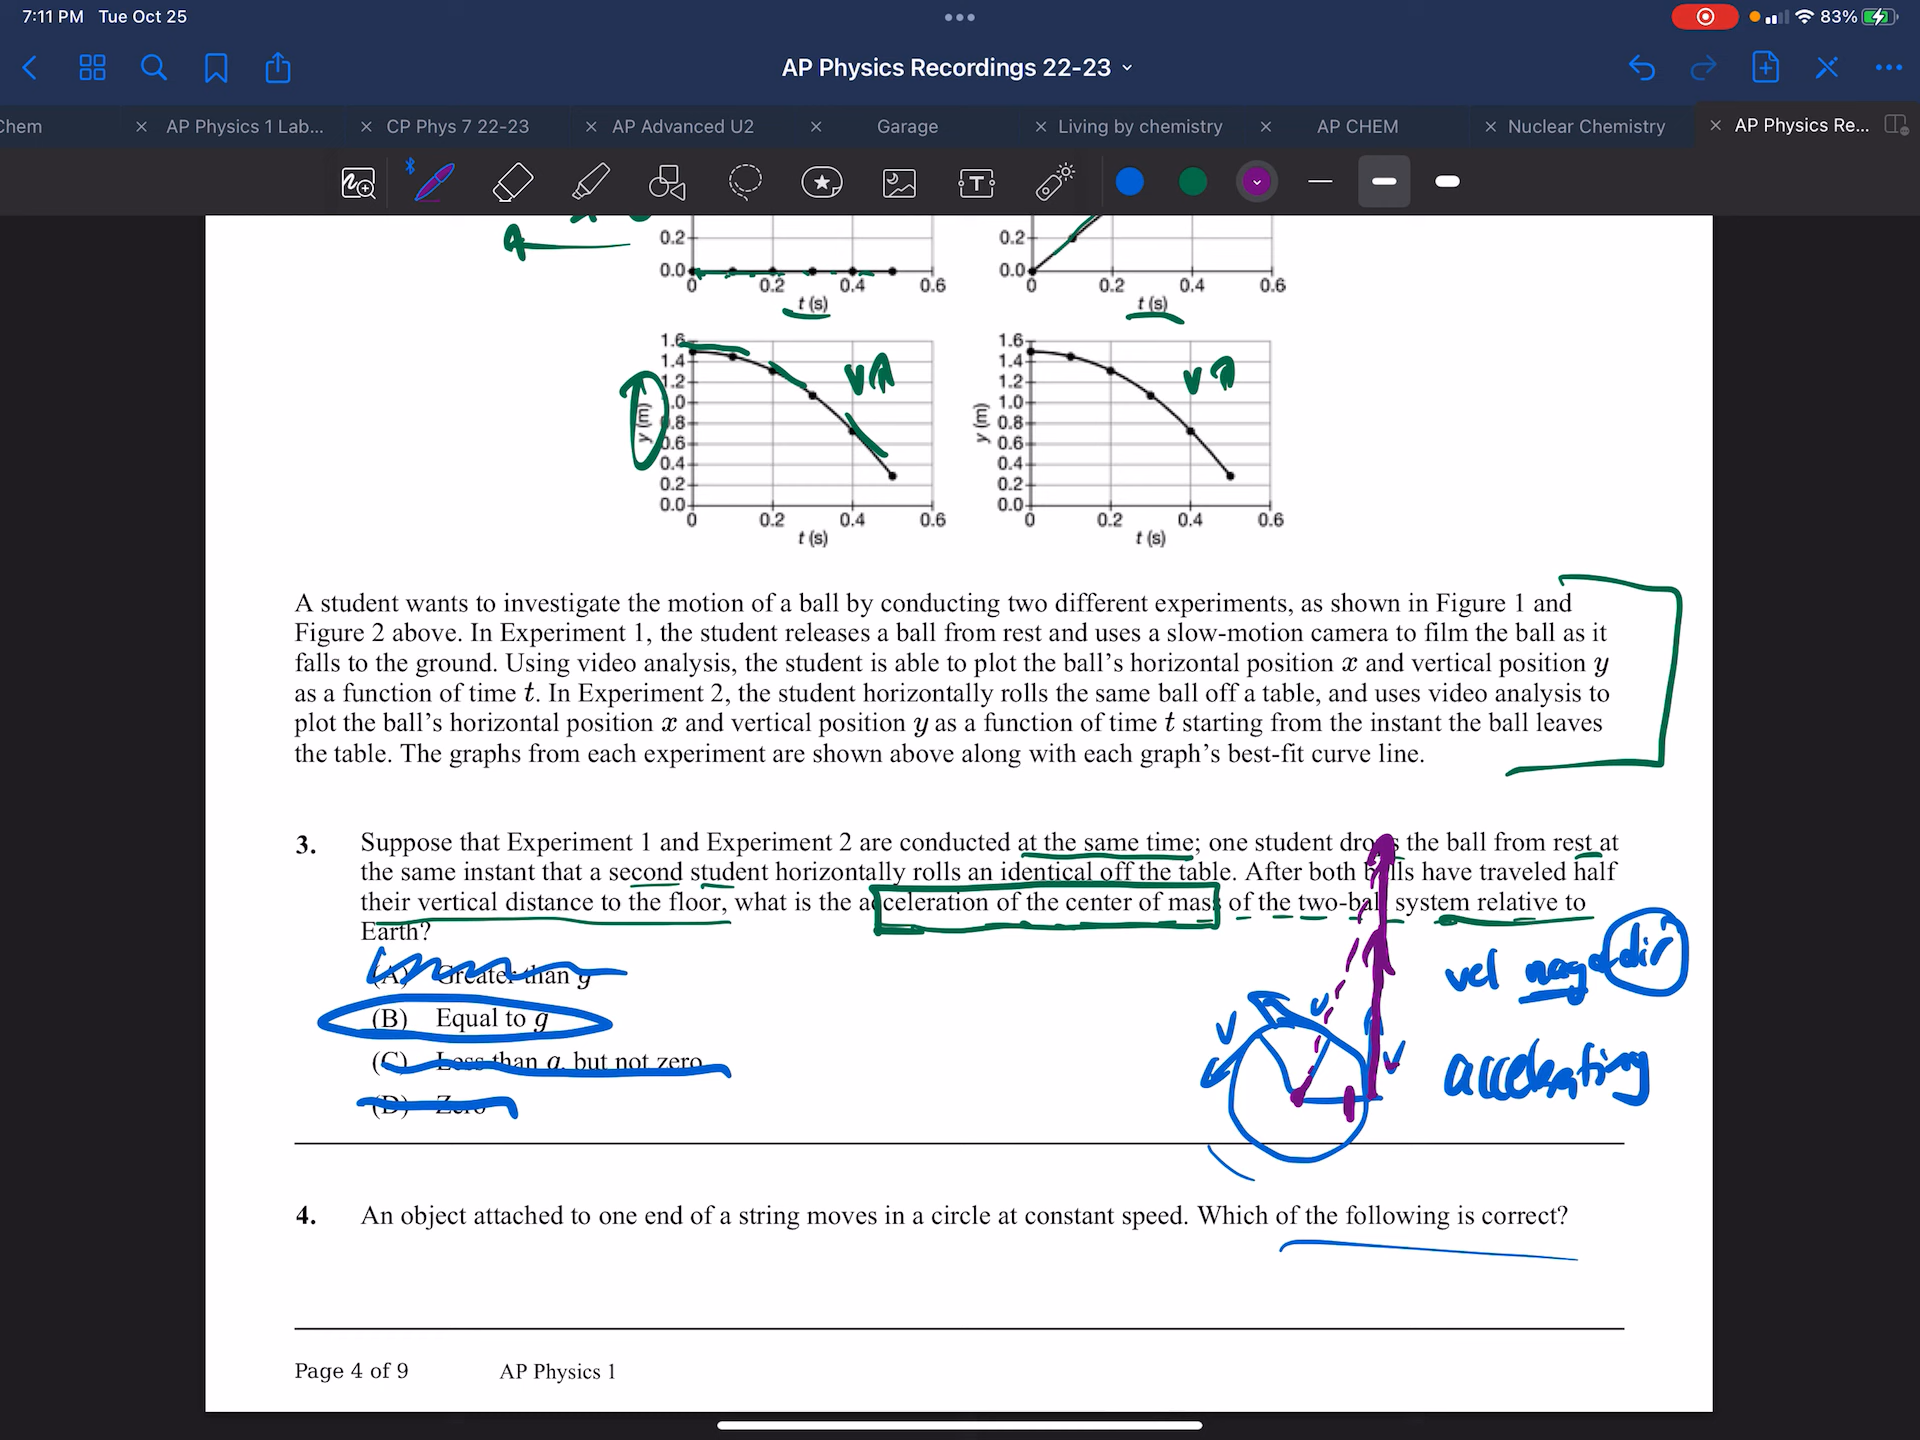 7:11 PM Tue Oct 25
83%
AP Physics Recordings 22-23
Chem
AP Physics 1 Lab...
CP Phys 7 22-23
AP Advanced U2
Garage
Living by chemistry
AP CHEM
Nuclear Chemistry
AP Physics Re...
0.2
0.0
0 0.2 0.4 0.6
t (s)
0.2
0.0
0 0.2 0.4 0.6
t (s)
1.6
1.4
1.2
.0
0.8
0.6
0.4
0.2
0.0
y (m)
0 0.2 0.4 0.6
t (s)
v
1.6
1.4
1.2
1.0
0.8
0.6
0.4
0.2
0.0
y (m)
0 0.2 0.4 0.6
t (s)
v
A student wants to investigate the motion of a ball by conducting two different experiments, as shown in Figure 1 and
Figure 2 above. In Experiment 1, the student releases a ball from rest and uses a slow-motion camera to film the ball as it
falls to the ground. Using video analysis, the student is able to plot the ball's horizontal position x and vertical position y
as a function of time t. In Experiment 2, the student horizontally rolls the same ball off a table, and uses video analysis to
plot the ball's horizontal position x and vertical position y as a function of time t starting from the instant the ball leaves
the table. The graphs from each experiment are shown above along with each graph's best-fit curve line.
3. Suppose that Experiment 1 and Experiment 2 are conducted at the same time; one student drops the ball from rest at
the same instant that a second student horizontally rolls an identical off the table. After both balls have traveled half
their vertical distance to the floor, what is the acceleration of the center of mass of the two-ball system relative to
Earth?
(A) Greater than g
(B) Equal to g
(C) Less than g, but not zero
(D) Zero
vel mag dir
accelerating
v
v
v
4. An object attached to one end of a string moves in a circle at constant speed. Which of the following is correct?
Page 4 of 9 AP Physics 1